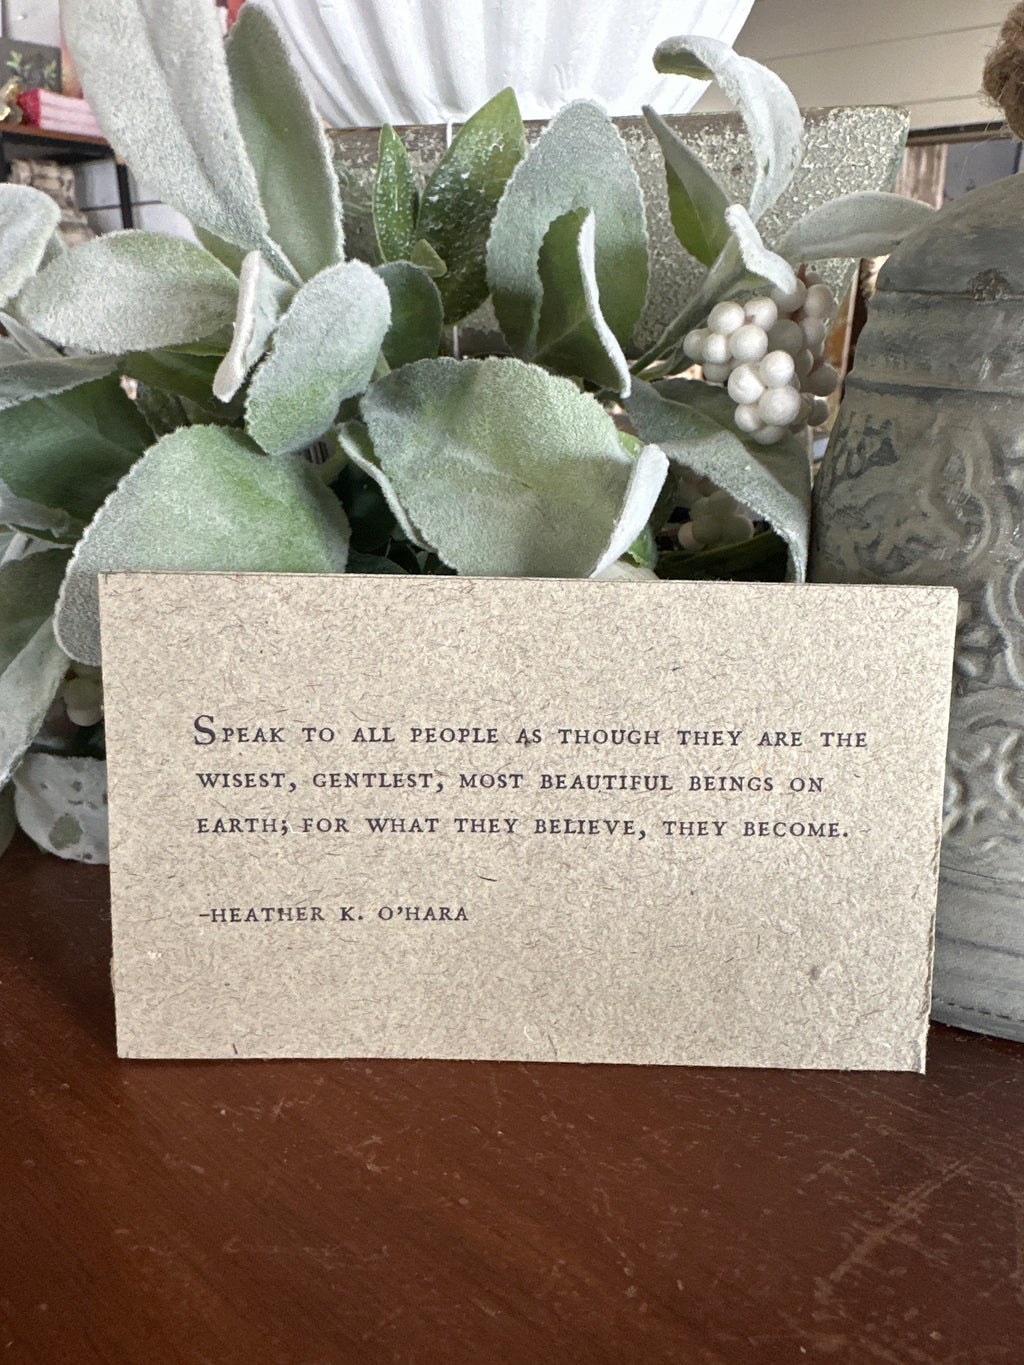 Speak to all people as though they are the
wisest, gentlest, most beautiful beings on
earth; for what they believe, they become.
-Heather K. O'Hara